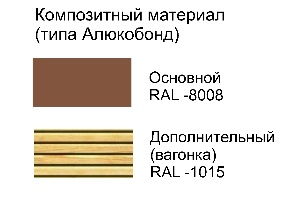 Композитный материал
(типа Алюкобонд)
Основной
RAL -8008
Дополнительный
(вагонка)
RAL -1015